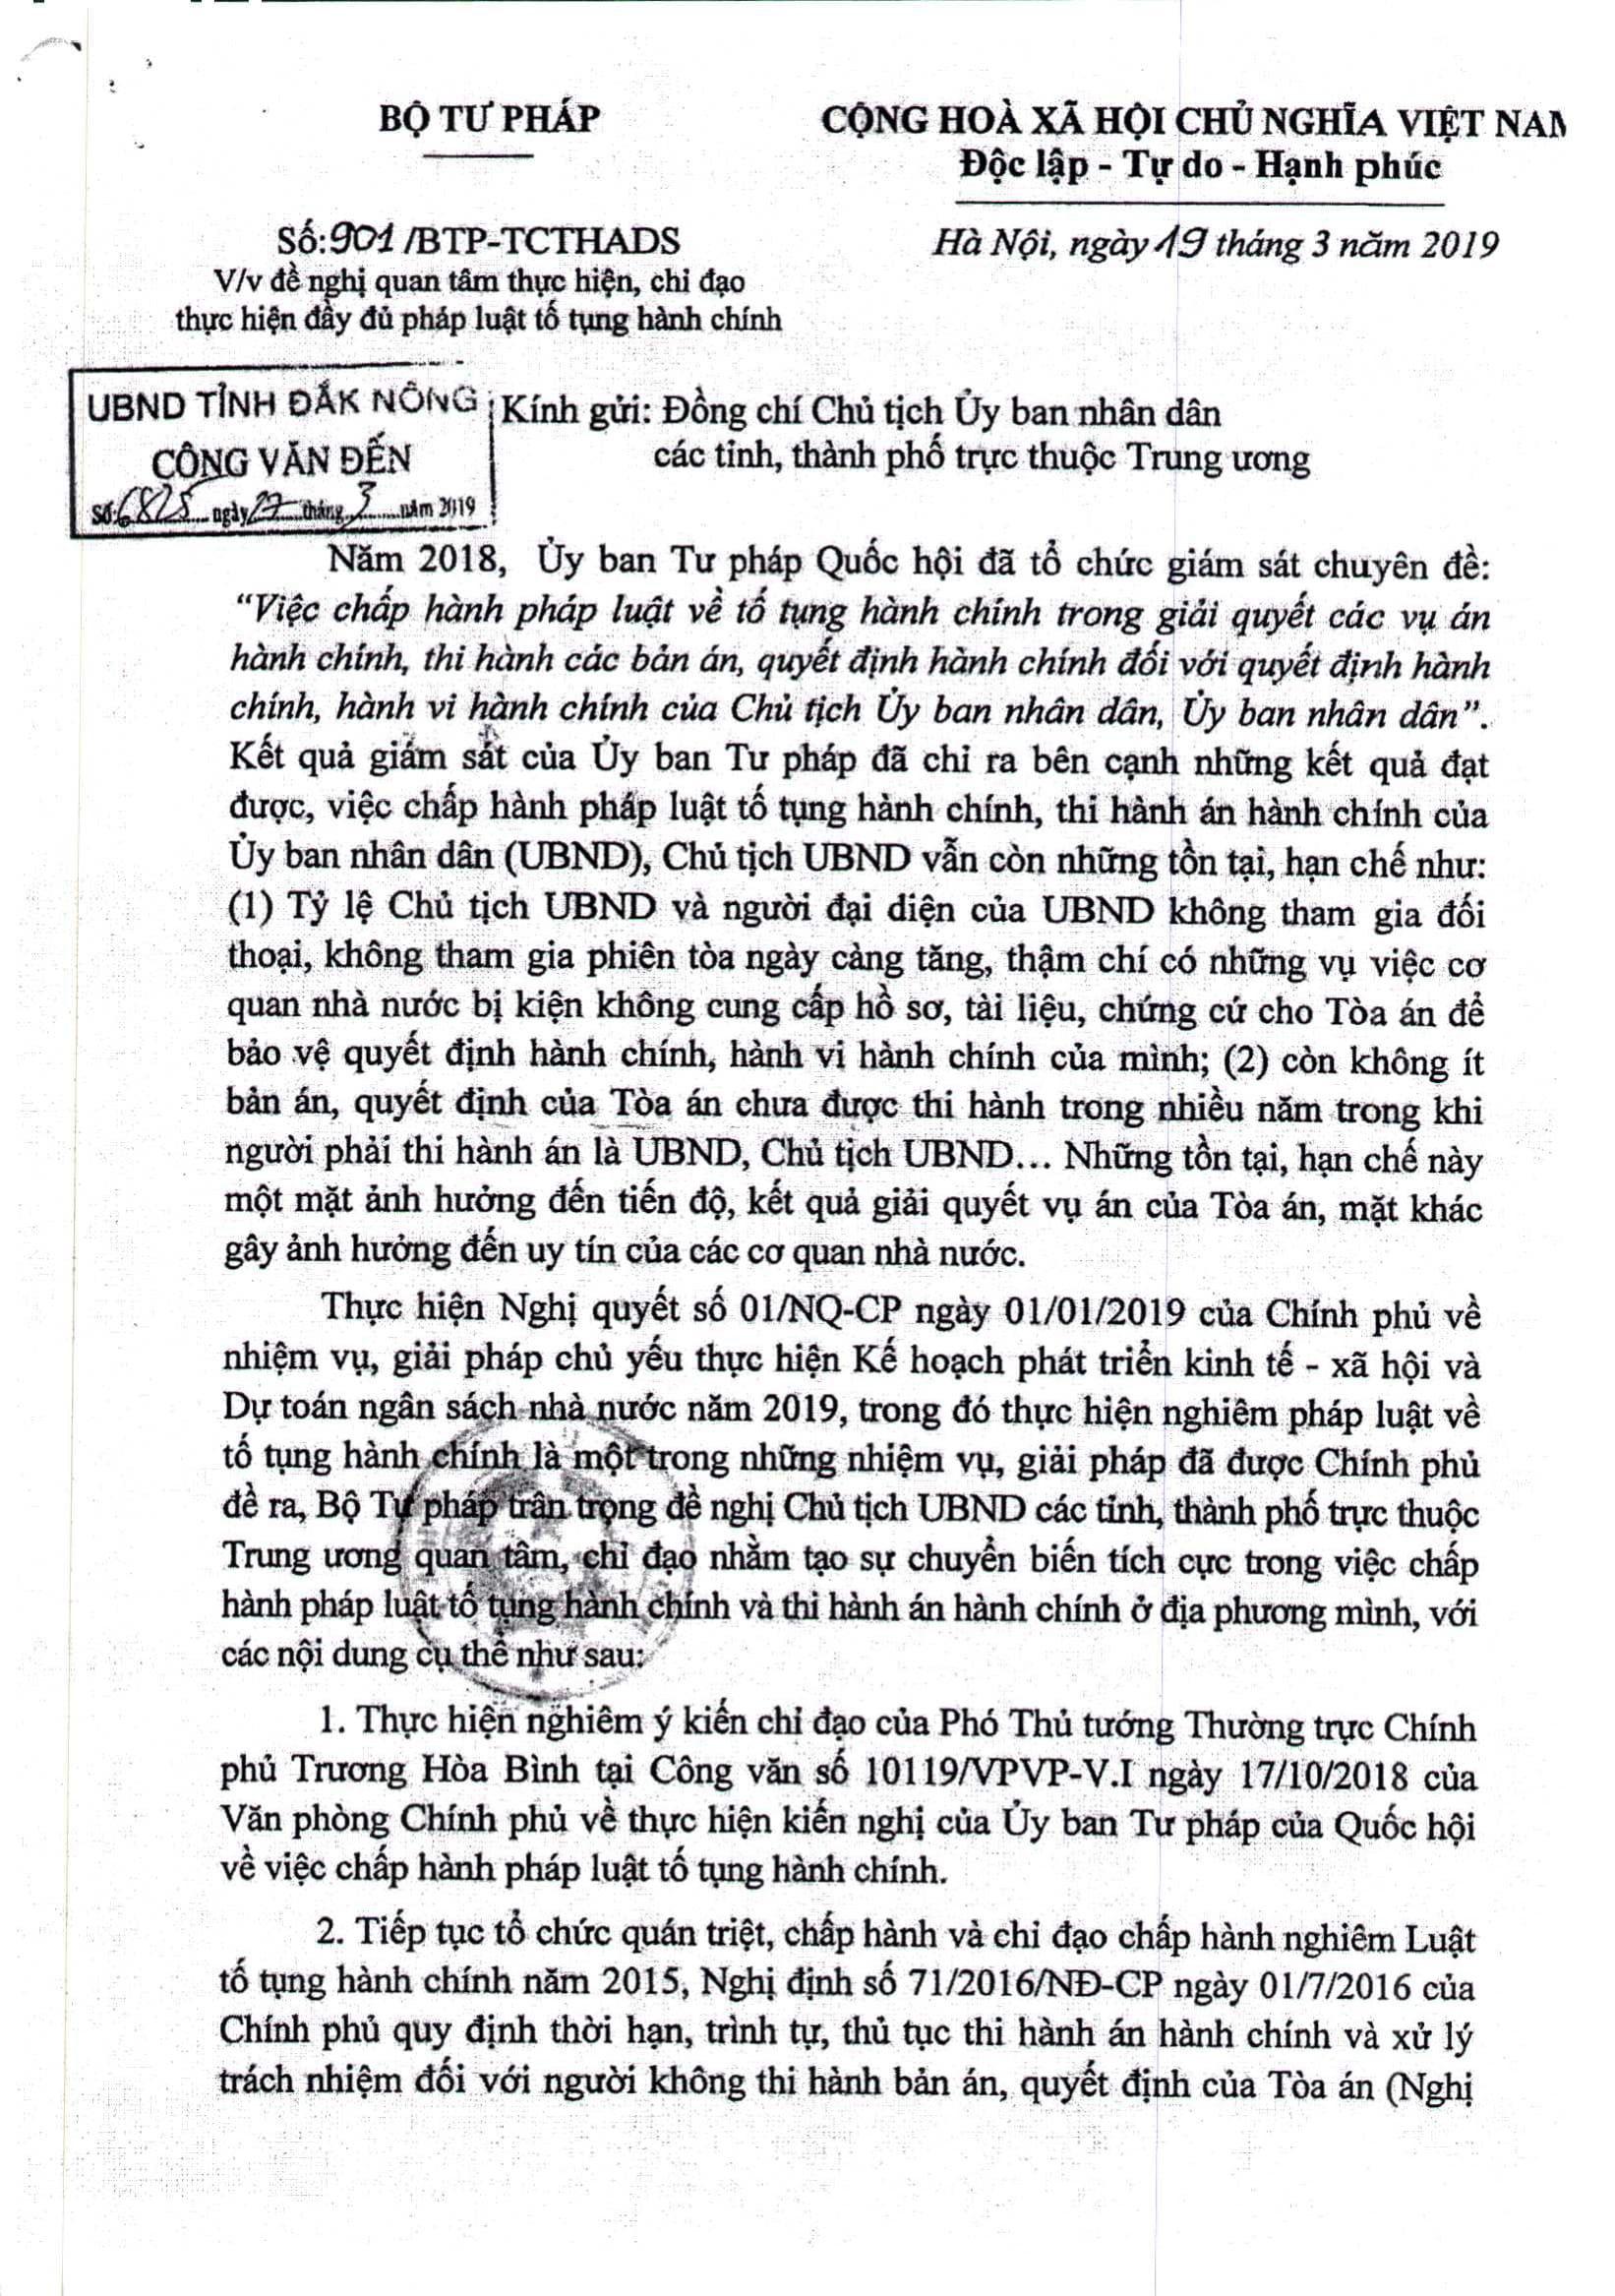 BỘ TƯ PHÁP
CỘNG HOÀ XÃ HỘI CHỦ NGHĨA VIỆT NAM
Độc lập - Tự do - Hạnh phúc
Số: 901 /BTP-TCTHADS
Hà Nội, ngày 19 tháng 3 năm 2019
V/v đề nghị quan tâm thực hiện, chỉ đạo
thực hiện đầy đủ pháp luật tố tụng hành chính
UBND TỈNH ĐẮK NÔNG
CÔNG VĂN ĐẾN
Số: 6825 ngày 27 tháng 3 năm 2019
Kính gửi: Đồng chí Chủ tịch Ủy ban nhân dân
các tỉnh, thành phố trực thuộc Trung ương
Năm 2018, Ủy ban Tư pháp Quốc hội đã tổ chức giám sát chuyên đề:
“Việc chấp hành pháp luật về tố tụng hành chính trong giải quyết các vụ án
hành chính, thi hành các bản án, quyết định hành chính đối với quyết định hành
chính, hành vi hành chính của Chủ tịch Ủy ban nhân dân, Ủy ban nhân dân”.
Kết quả giám sát của Ủy ban Tư pháp đã chỉ ra bên cạnh những kết quả đạt
được, việc chấp hành pháp luật tố tụng hành chính, thi hành án hành chính của
Ủy ban nhân dân (UBND), Chủ tịch UBND vẫn còn những tồn tại, hạn chế như:
(1) Tỷ lệ Chủ tịch UBND và người đại diện của UBND không tham gia đối
thoại, không tham gia phiên tòa ngày càng tăng, thậm chí có những vụ việc cơ
quan nhà nước bị kiện không cung cấp hồ sơ, tài liệu, chứng cứ cho Tòa án để
bảo vệ quyết định hành chính, hành vi hành chính của mình; (2) còn không ít
bản án, quyết định của Tòa án chưa được thi hành trong nhiều năm trong khi
người phải thi hành án là UBND, Chủ tịch UBND... Những tồn tại, hạn chế này
một mặt ảnh hưởng đến tiến độ, kết quả giải quyết vụ án của Tòa án, mặt khác
gây ảnh hưởng đến uy tín của các cơ quan nhà nước.
Thực hiện Nghị quyết số 01/NQ-CP ngày 01/01/2019 của Chính phủ về
nhiệm vụ, giải pháp chủ yếu thực hiện Kế hoạch phát triển kinh tế - xã hội và
Dự toán ngân sách nhà nước năm 2019, trong đó thực hiện nghiêm pháp luật về
tố tụng hành chính là một trong những nhiệm vụ, giải pháp đã được Chính phủ
đề ra, Bộ Tư pháp trân trọng đề nghị Chủ tịch UBND các tỉnh, thành phố trực thuộc
Trung ương quan tâm, chỉ đạo nhằm tạo sự chuyển biến tích cực trong việc chấp
hành pháp luật tố tụng hành chính và thi hành án hành chính ở địa phương mình, với
các nội dung cụ thể như sau:
1. Thực hiện nghiêm ý kiến chỉ đạo của Phó Thủ tướng Thường trực Chính
phủ Trương Hòa Bình tại Công văn số 10119/VPVP-V.I ngày 17/10/2018 của
Văn phòng Chính phủ về thực hiện kiến nghị của Ủy ban Tư pháp của Quốc hội
về việc chấp hành pháp luật tố tụng hành chính.
2. Tiếp tục tổ chức quán triệt, chấp hành và chỉ đạo chấp hành nghiêm Luật
tố tụng hành chính năm 2015, Nghị định số 71/2016/NĐ-CP ngày 01/7/2016 của
Chính phủ quy định thời hạn, trình tự, thủ tục thi hành án hành chính và xử lý
trách nhiệm đối với người không thi hành bản án, quyết định của Tòa án (Nghị